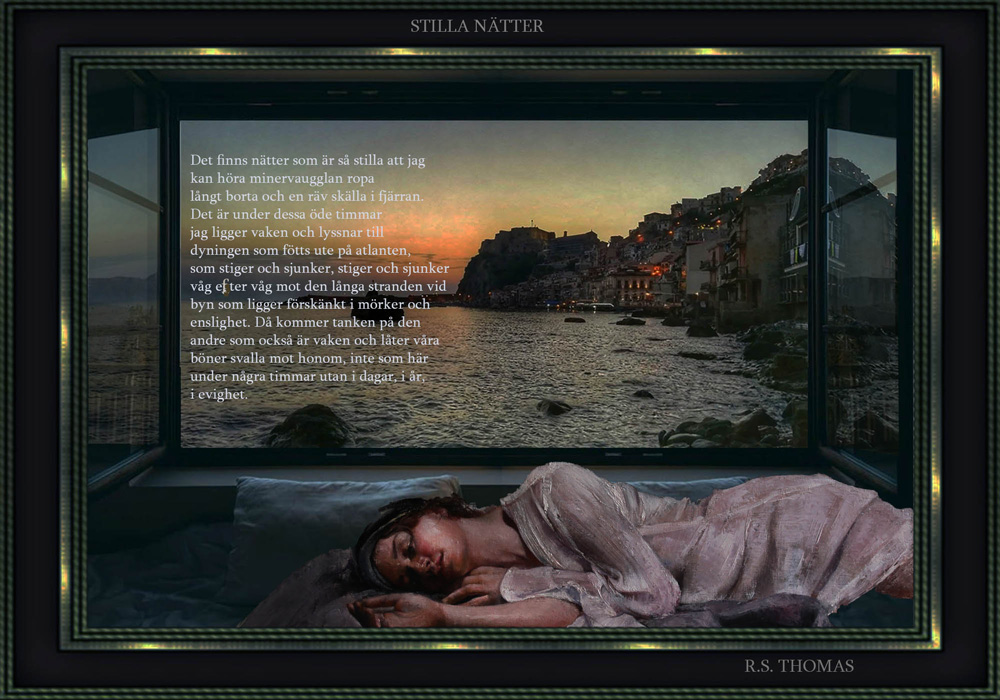 STILLA NÄTTER
Det finns nätter som är så stilla att jag
kan höra minervaugglan ropa
långt borta och en räv skälla i fjärran.
Det är under dessa öde timmar
jag ligger vaken och lyssnar till
dyningen som fötts ute på atlanten,
som stiger och sjunker, stiger och sjunker
våg ef ter våg mot den långa stranden vid
byn som ligger förskänkt i mörker och
enslighet. Då kommer tanken på den
andre som också är vaken och låter våra
böner svalla mot honom, inte som här
under några timmar utan i dagar, i år,
i evighet.
R.S. THOMAS